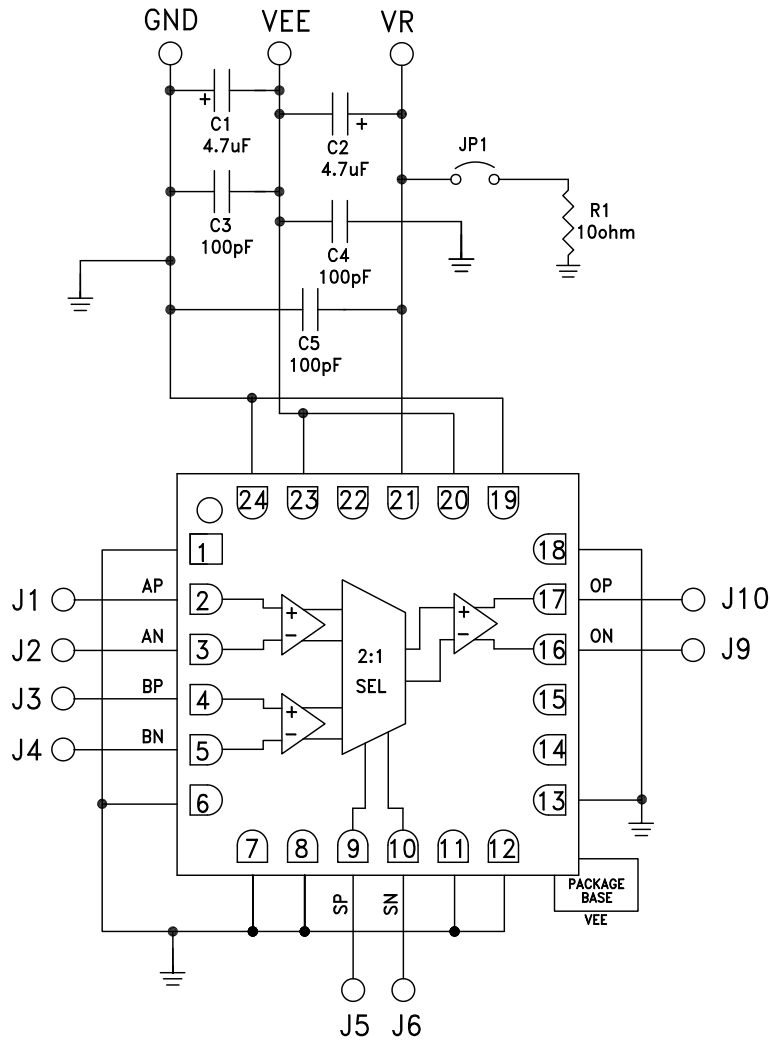 GND VEE VR
+
C1
4.7uF
+
C2
4.7uF
JP1
C3
100pF
C4
100pF
R1
10ohm
C5
100pF
24 23 22 21 20 19
1 18
J1 AP 2 + 17 OP J10
J2 AN 3 − 16 ON J9
+
−
2:1
SEL
J3 BP 4 + 15
J4 BN 5 − 14
6 13
7 8 9 10 11 12
SP SN
PACKAGE
BASE
VEE
J5 J6